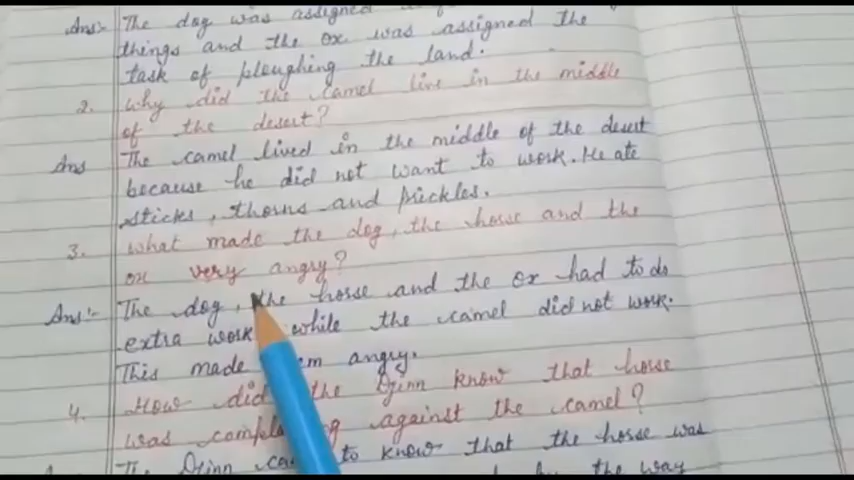 Ans:- The dog was assigned
things and the ox was assigned the
task of ploughing the land.
2. Why did the camel live in the middle
of the desert?
Ans The camel lived in the middle of the desert
because he did not want to work. He ate
sticks, thorns and prickles.
3. What made the dog, the horse and the
ox very angry?
Ans:- The dog, the horse and the ox had to do
extra work while the camel did not work.
This made angry.
4. How did the Djinn know that horse
was against the camel?
The Djinn to know that the horse was
the way